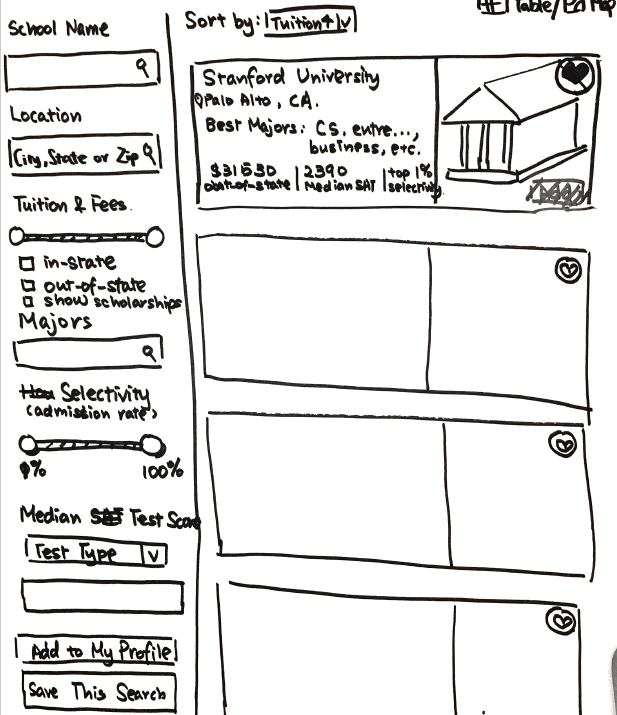 School Name
Location
City, State or Zip
Tuition & Fees
in-state
out-of-state
show scholarships
Majors
Selectivity
(admission rate)
0% 100%
Median Test Score
Test Type
Add to My Profile
Save This Search
Sort by: Tuition↑
Table/ Map
Stanford University
Palo Alto, CA.
Best Majors: CS, entre...,
business, etc.
$31530 | 2390 | top 1%
out-of-state | Median SAT | selectivity